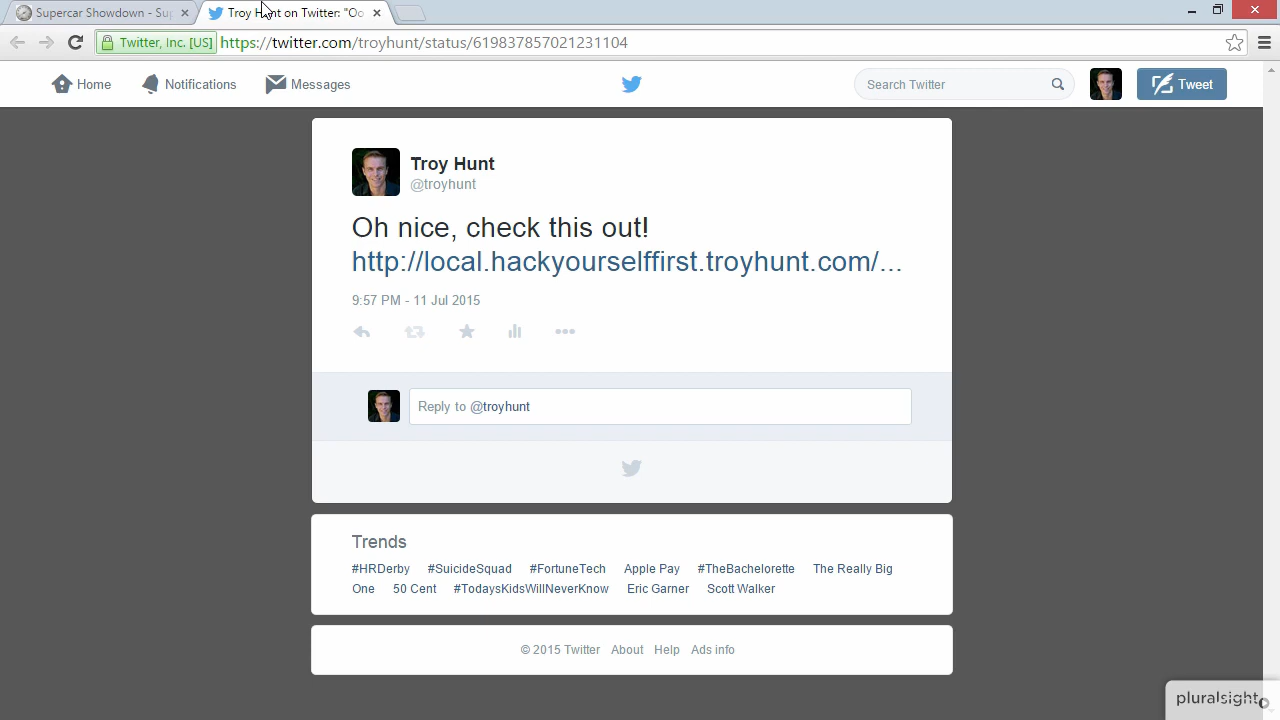 Supercar Showdown - Sup
Troy Hunt on Twitter: "Oo
Twitter, Inc. [US] https://twitter.com/troyhunt/status/619837857021231104
Home Notifications Messages Search Twitter Tweet
Troy Hunt
@troyhunt
Oh nice, check this out!
http://local.hackyourselffirst.troyhunt.com/...
9:57 PM - 11 Jul 2015
Reply to @troyhunt
Trends
#HRDerby #SuicideSquad #FortuneTech Apple Pay #TheBachelorette The Really Big
One 50 Cent #TodaysKidsWillNeverKnow Eric Garner Scott Walker
© 2015 Twitter About Help Ads info
pluralsight